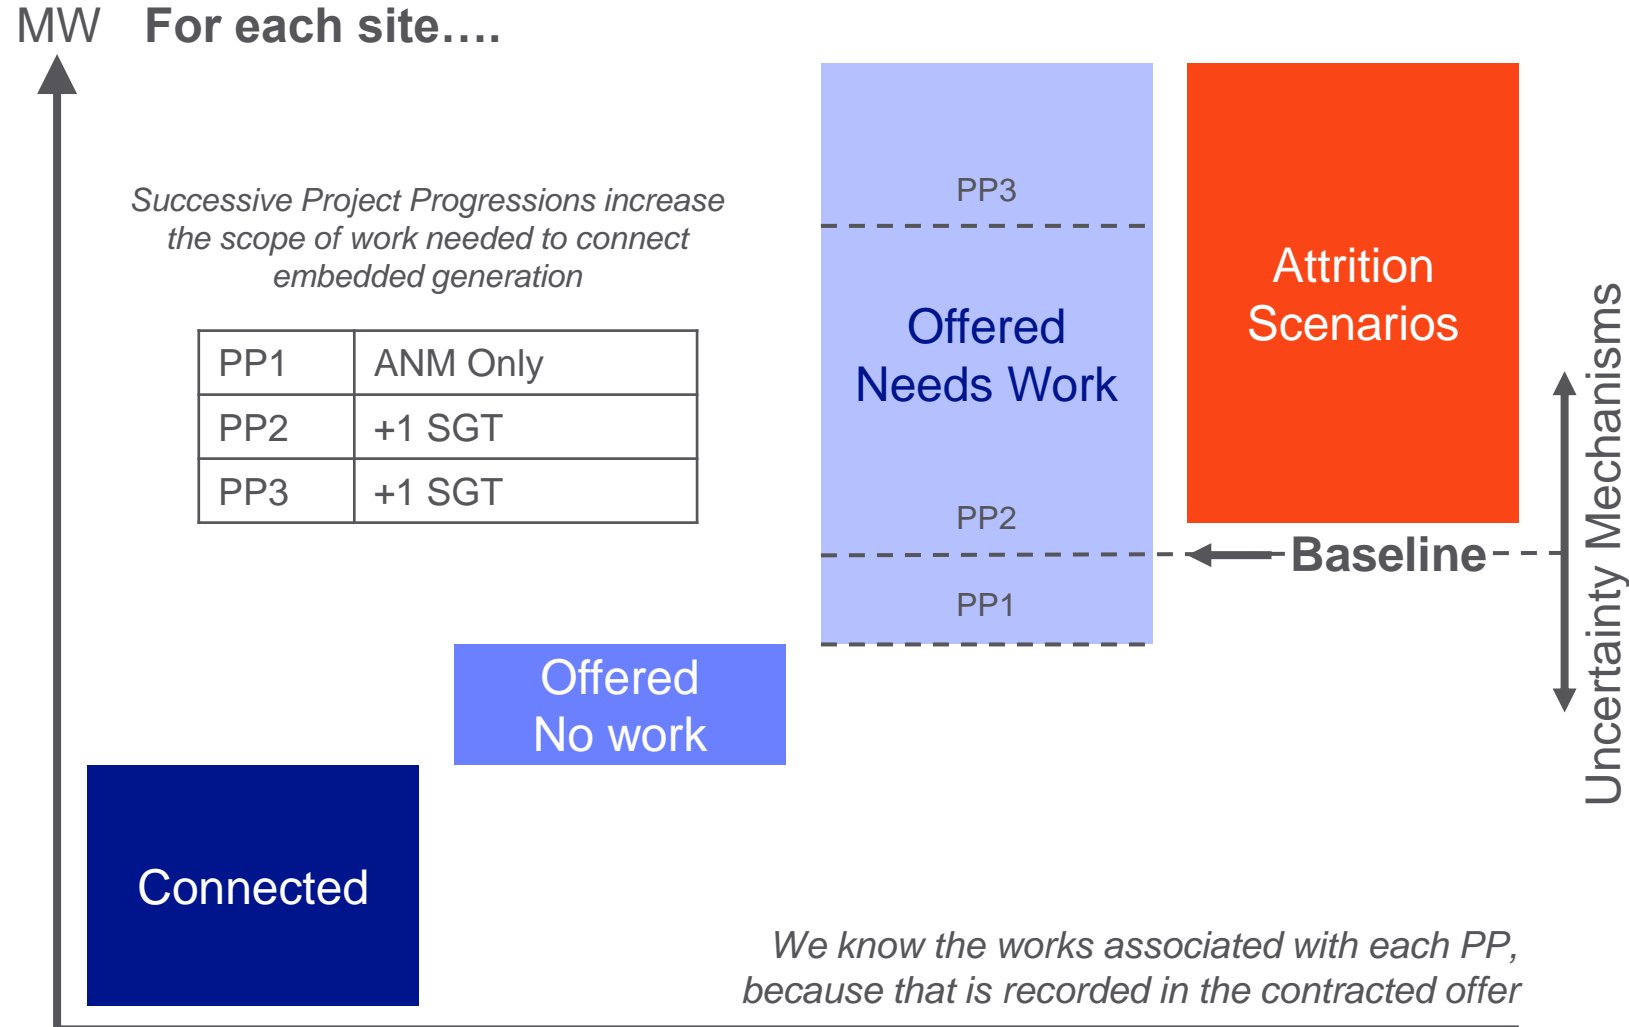 MW
For each site....
Successive Project Progressions increase
the scope of work needed to connect
embedded generation
PP1 ANM Only
PP2 +1 SGT
PP3 +1 SGT
PP3
Offered
Needs Work
PP2
PP1
Attrition
Scenarios
Baseline
Uncertainty Mechanisms
Offered
No work
Connected
We know the works associated with each PP,
because that is recorded in the contracted offer